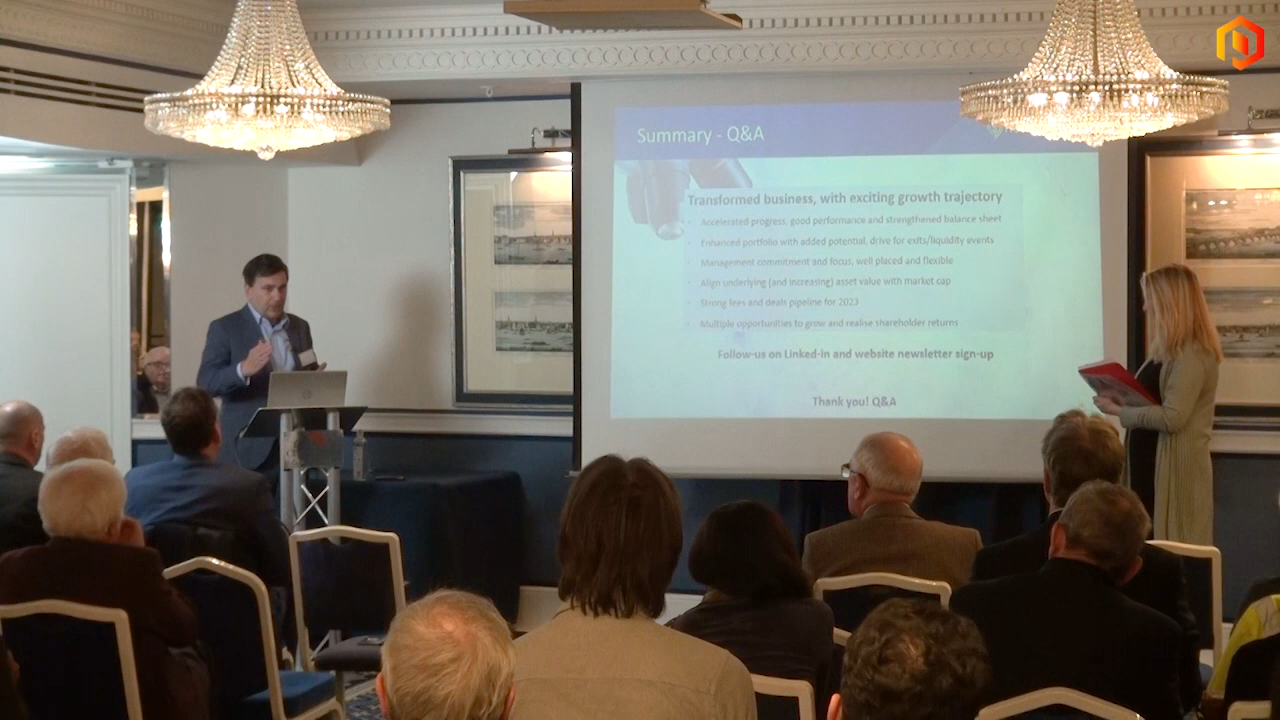 Summary - Q&A
Transformed business, with exciting growth trajectory
Accelerated progress, good performance and strengthened balance sheet
Enhanced portfolio with added potential, drive for exits/liquidity events
Management commitment and focus, well placed and flexible
Align underlying (and increasing) asset value with market cap
Strong fees and deals pipeline for 2023
Multiple opportunities to grow and realise shareholder returns
Follow-us on Linked-in and website newsletter sign-up
Thank you! Q&A